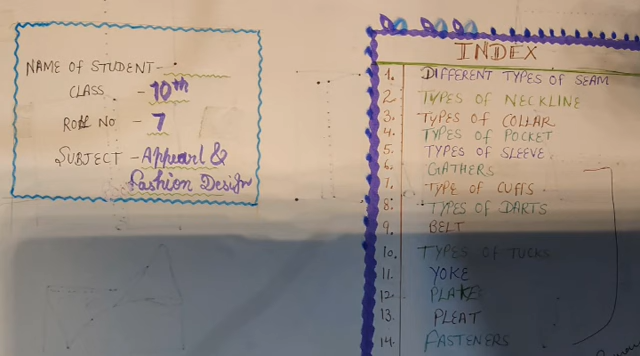 NAME OF STUDENT -
CLASS - 10th
ROLL NO - 7
SUBJECT - Appearl &
Fashion Design
INDEX
1. DIFFERENT TYPES OF SEAM
2 TYPES OF NECKLINE
3. TYPES OF COLLAR
4. TYPES OF POCKET
5. TYPES OF SLEEVE.
6. GATHERS
7. TYPE OF CUFFS.
8. TYPES OF DARTS
9. BELT
10. TYPES OF TUCKS
11. YOKE
12. PLAKET
13. PLEAT
14. FASTENERS